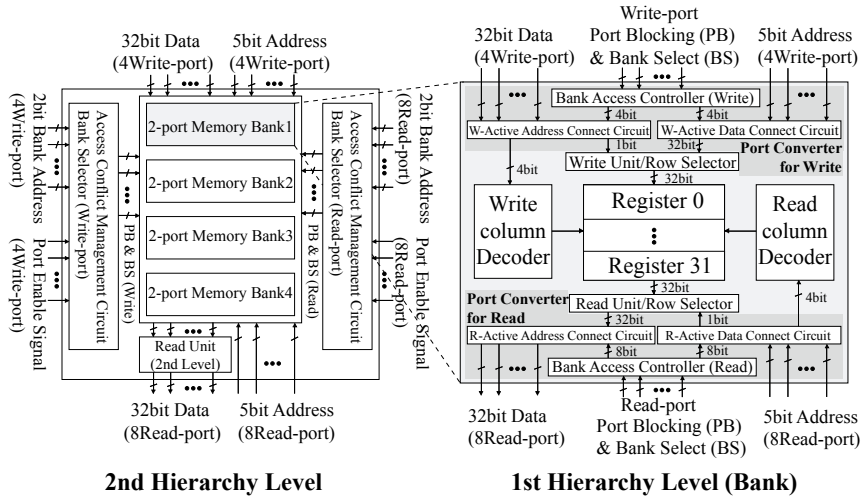 32bit Data
(4Write-port)
5bit Address
(4Write-port)
2bit Bank Address
(4Write-port)
Port Enable Signal
(4Write-port)
Access Conflict Management Circuit
Bank Selector (Write-port)
PB & BS (Write)
2-port Memory Bank1
2-port Memory Bank2
2-port Memory Bank3
2-port Memory Bank4
PB & BS (Read)
Access Conflict Management Circuit
Bank Selector (Read-port)
2bit Bank Address
(8Read-port)
Port Enable Signal
(8Read-port)
Read Unit
(2nd Level)
32bit Data
(8Read-port)
5bit Address
(8Read-port)
2nd Hierarchy Level
Write-port
Port Blocking (PB)
& Bank Select (BS)
32bit Data
(4Write-port)
5bit Address
(4Write-port)
Bank Access Controller (Write)
4bit
4bit
W-Active Address Connect Circuit
W-Active Data Connect Circuit
1bit
32bit
Port Converter
for Write
Write Unit/Row Selector
4bit
32bit
Write
column
Decoder
Register 0
Register 31
Read
column
Decoder
32bit
Port Converter
for Read
Read Unit/Row Selector
4bit
32bit
1bit
R-Active Address Connect Circuit
R-Active Data Connect Circuit
8bit
8bit
Bank Access Controller (Read)
32bit Data
(8Read-port)
Read-port
Port Blocking (PB)
& Bank Select (BS)
5bit Address
(8Read-port)
1st Hierarchy Level (Bank)